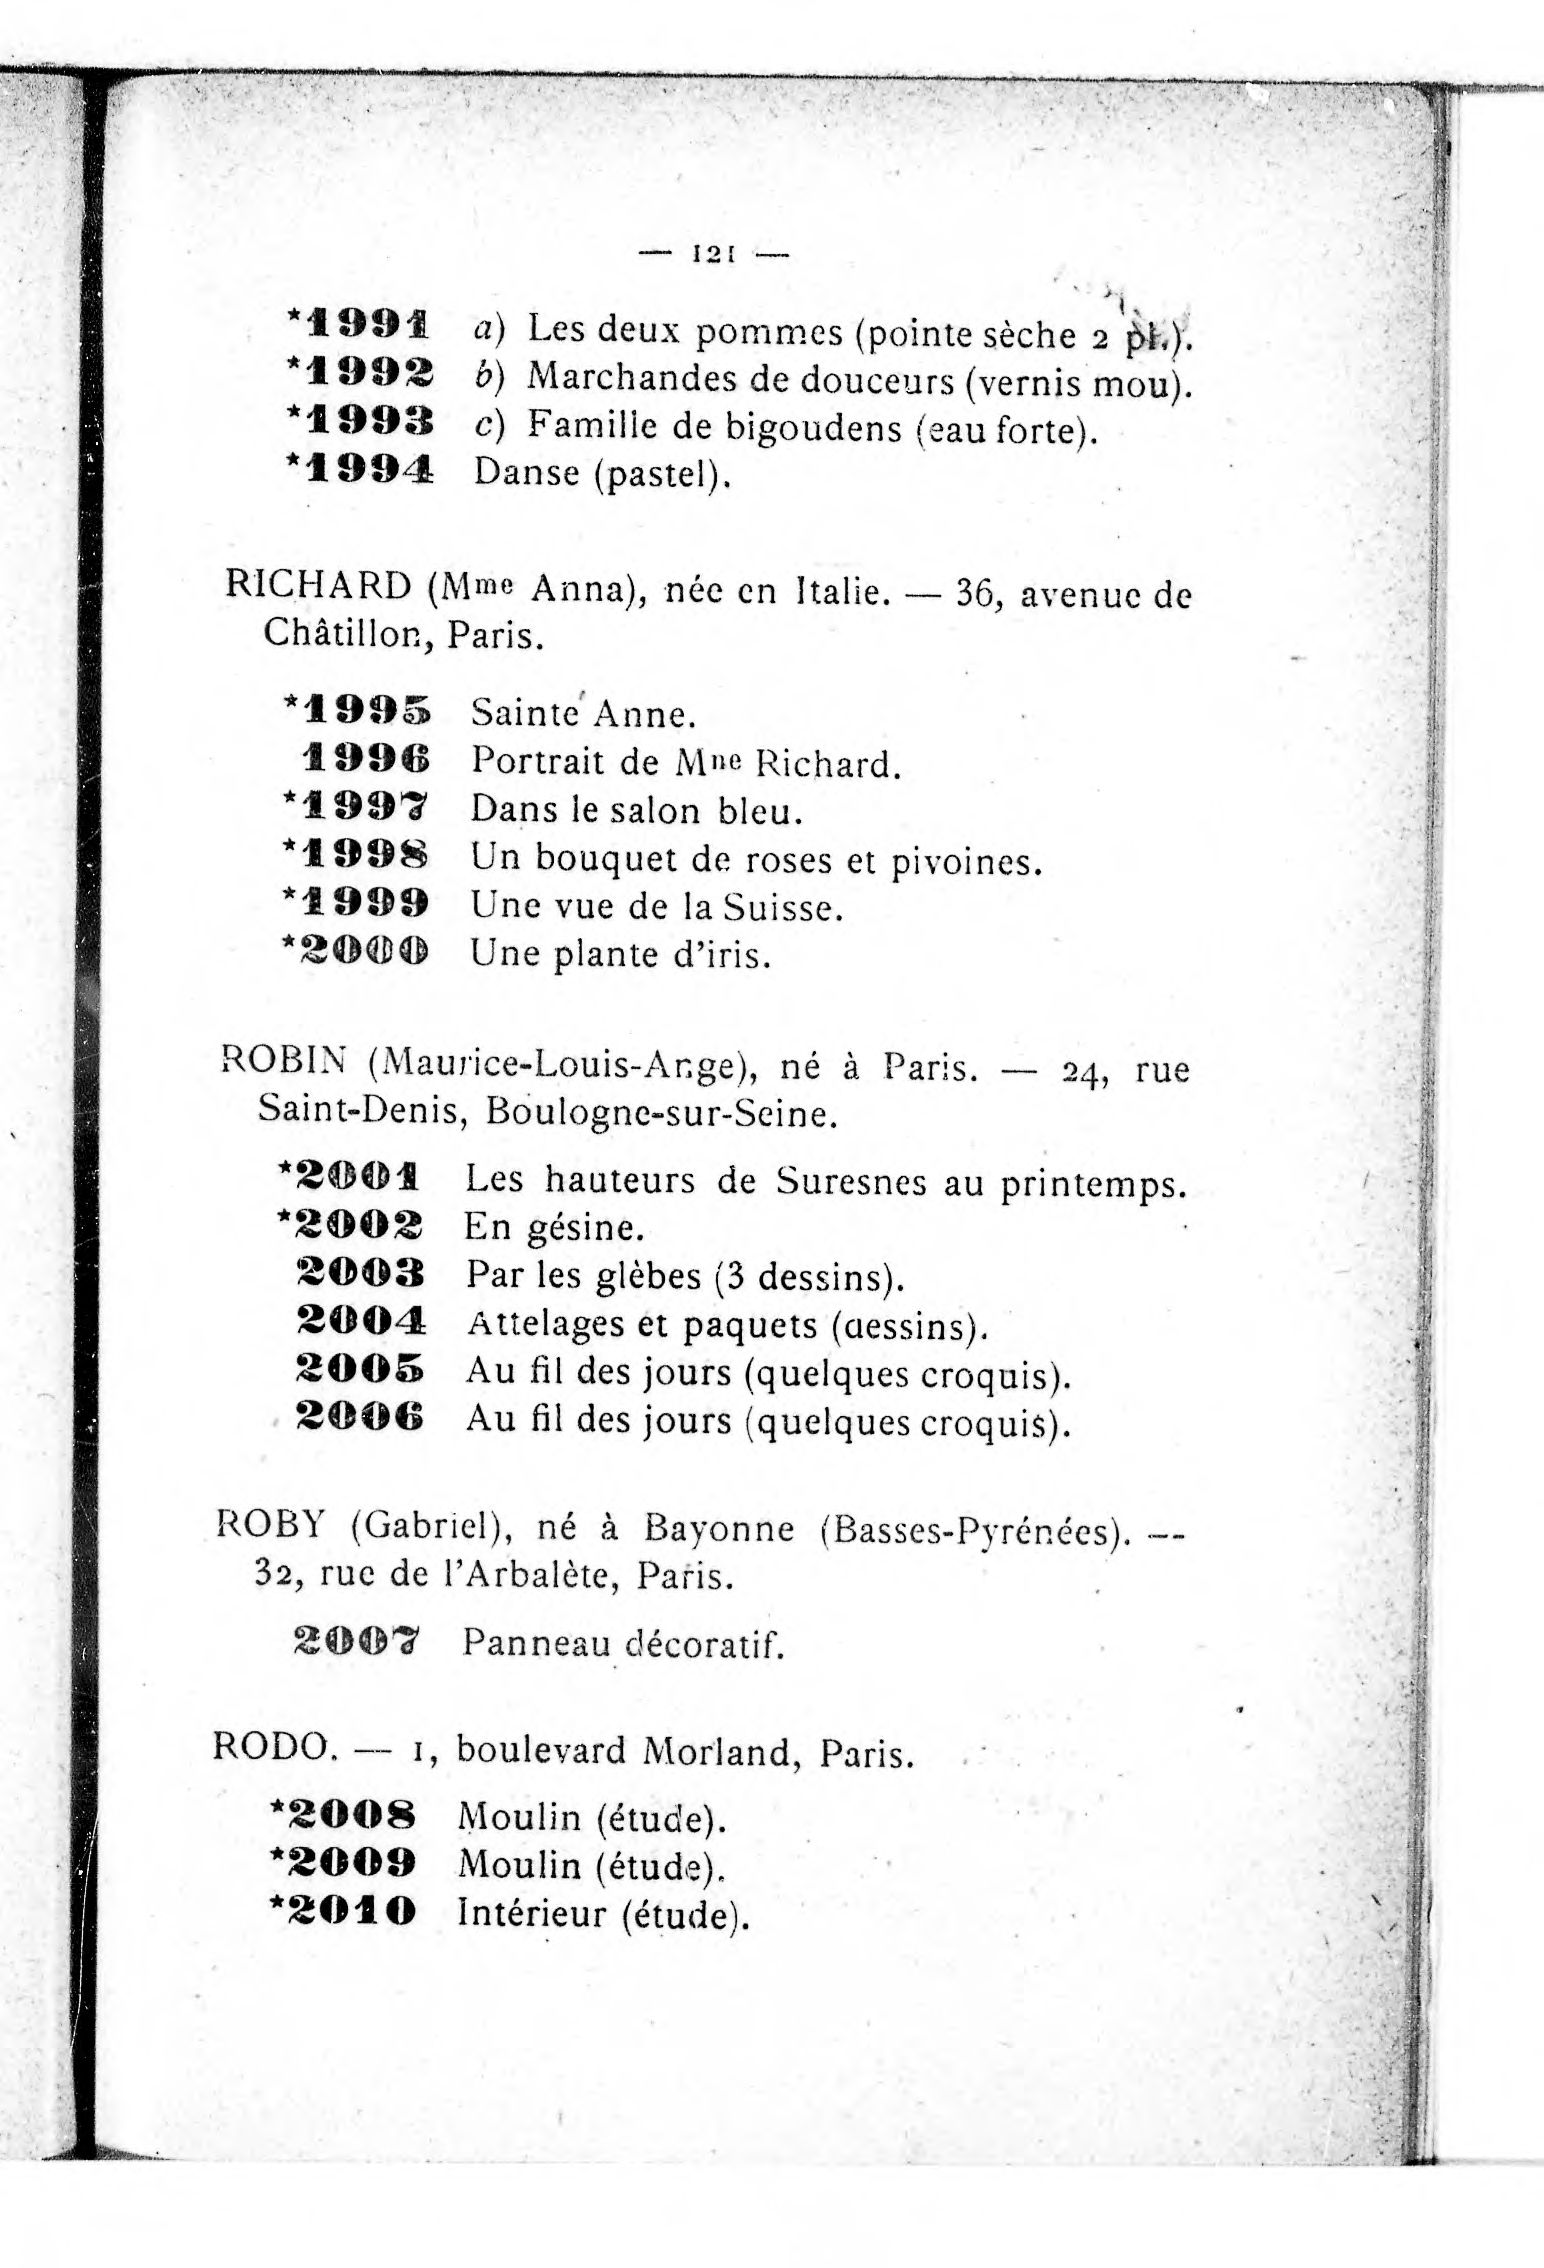 — 121 —
*1991 a) Les deux pommes (pointe sèche 2 pl.).
*1992 b) Marchandes de douceurs (vernis mou).
*1993 c) Famille de bigoudens (eau forte).
*1994 Danse (pastel).
RICHARD (Mme Anna), née en Italie. — 36, avenue de
Châtillon, Paris.
*1995 Sainte Anne.
1996 Portrait de Mne Richard.
*1997 Dans le salon bleu.
*1998 Un bouquet de roses et pivoines.
*1999 Une vue de la Suisse.
*2000 Une plante d'iris.
ROBIN (Maurice-Louis-Ange), né à Paris. — 24, rue
Saint-Denis, Boulogne-sur-Seine.
*2001 Les hauteurs de Suresnes au printemps.
*2002 En gésine.
2003 Par les glèbes (3 dessins).
2004 Attelages et paquets (dessins).
2005 Au fil des jours (quelques croquis).
2006 Au fil des jours (quelques croquis).
ROBY (Gabriel), né à Bayonne (Basses-Pyrénées). —
32, rue de l'Arbalète, Paris.
2007 Panneau décoratif.
RODO. — 1, boulevard Morland, Paris.
*2008 Moulin (étude).
*2009 Moulin (étude).
*2010 Intérieur (étude).